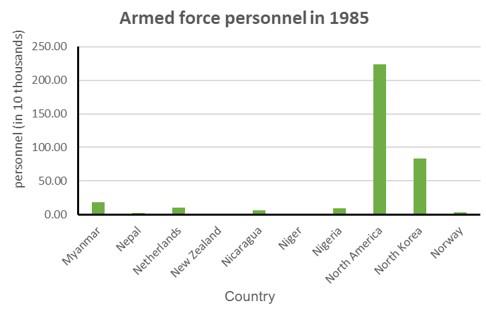 Armed force personnel in 1985
personnel (in 10 thousands)
250.00
200.00
150.00
100.00
50.00
0.00
Myanmar
Nepal
Netherlands
New Zealand
Nicaragua
Niger
Nigeria
North America
North Korea
Norway
Country